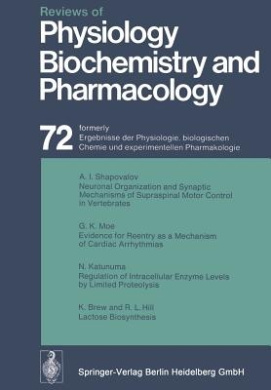 Reviews of
Physiology
Biochemistry and
Pharmacology
72 formerly
Ergebnisse der Physiologie, biologischen
Chemie und experimentellen Pharmakologie
A. I. Shapovalov
Neuronal Organization and Synaptic
Mechanisms of Supraspinal Motor Control
in Vertebrates
G. K. Moe
Evidence for Reentry as a Mechanism
of Cardiac Arrhythmias
N. Katunuma
Regulation of Intracellular Enzyme Levels
by Limited Proteolysis
K. Brew and R. L. Hill
Lactose Biosynthesis
Springer-Verlag Berlin Heidelberg GmbH